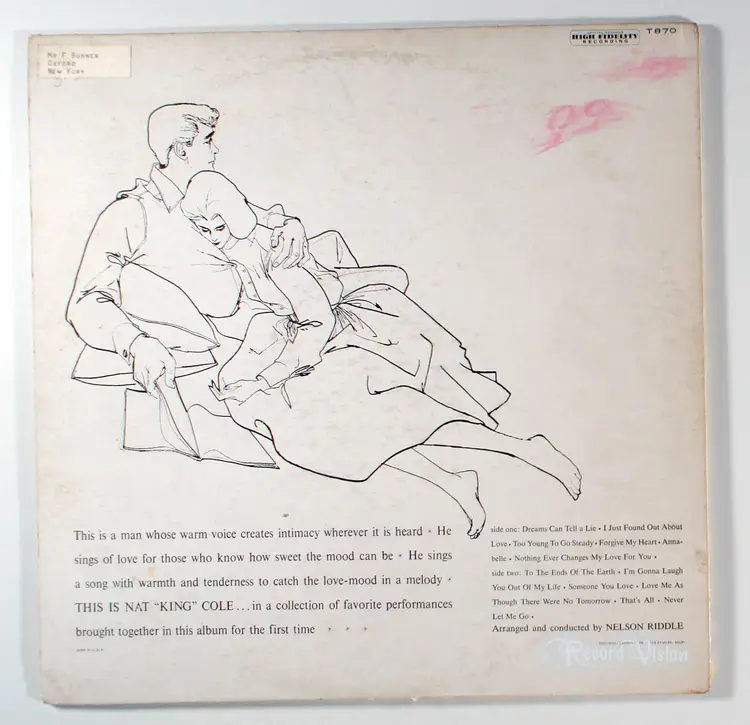 Mr F Burner
Oxford
New York
HIGH FIDELITY
RECORDING
T870
99
This is a man whose warm voice creates intimacy wherever it is heard • He
sings of love for those who know how sweet the mood can be • He sings
a song with warmth and tenderness to catch the love-mood in a melody •
THIS IS NAT "KING" COLE...in a collection of favorite performances
brought together in this album for the first time • • •
side one: Dreams Can Tell a Lie • I Just Found Out About
Love • Too Young To Go Steady • Forgive My Heart • Anna-
belle • Nothing Ever Changes My Love For You •
side two: To The Ends Of The Earth • I'm Gonna Laugh
You Out Of My Life • Someone You Love • Love Me As
Though There Were No Tomorrow • That's All • Never
Let Me Go •
Arranged and conducted by NELSON RIDDLE
Record Vision